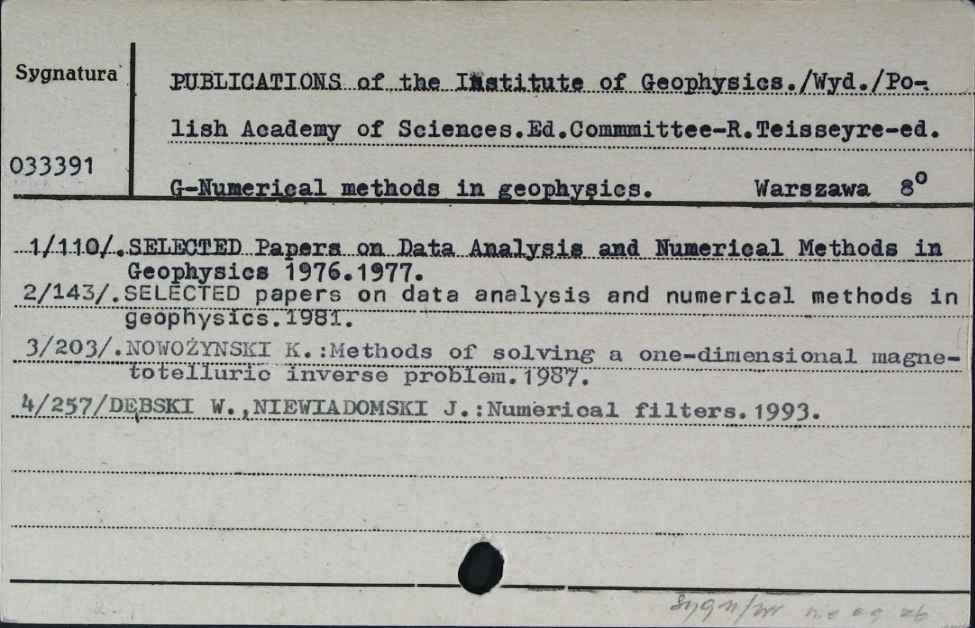 Sygnatura
PUBLICATIONS of the Institute of Geophysics./Wyd./Po-
lish Academy of Sciences.Ed.Commmittee-R.Teisseyre-ed.
033391
G-Numerical methods in geophysics. Warszawa 8°
1/110/.SELECTED Papers on Data Analysis and Numerical Methods in
Geophysics 1976.1977.
2/143/.SELECTED papers on data analysis and numerical methods in
geophysics.1981.
3/203/.NOWOŻYNSKI K.:Methods of solving a one-dimensional magne-
totelluric inverse problem.1987.
4/257/DĘBSKI W.,NIEWIADOMSKI J.:Numerical filters.1993.